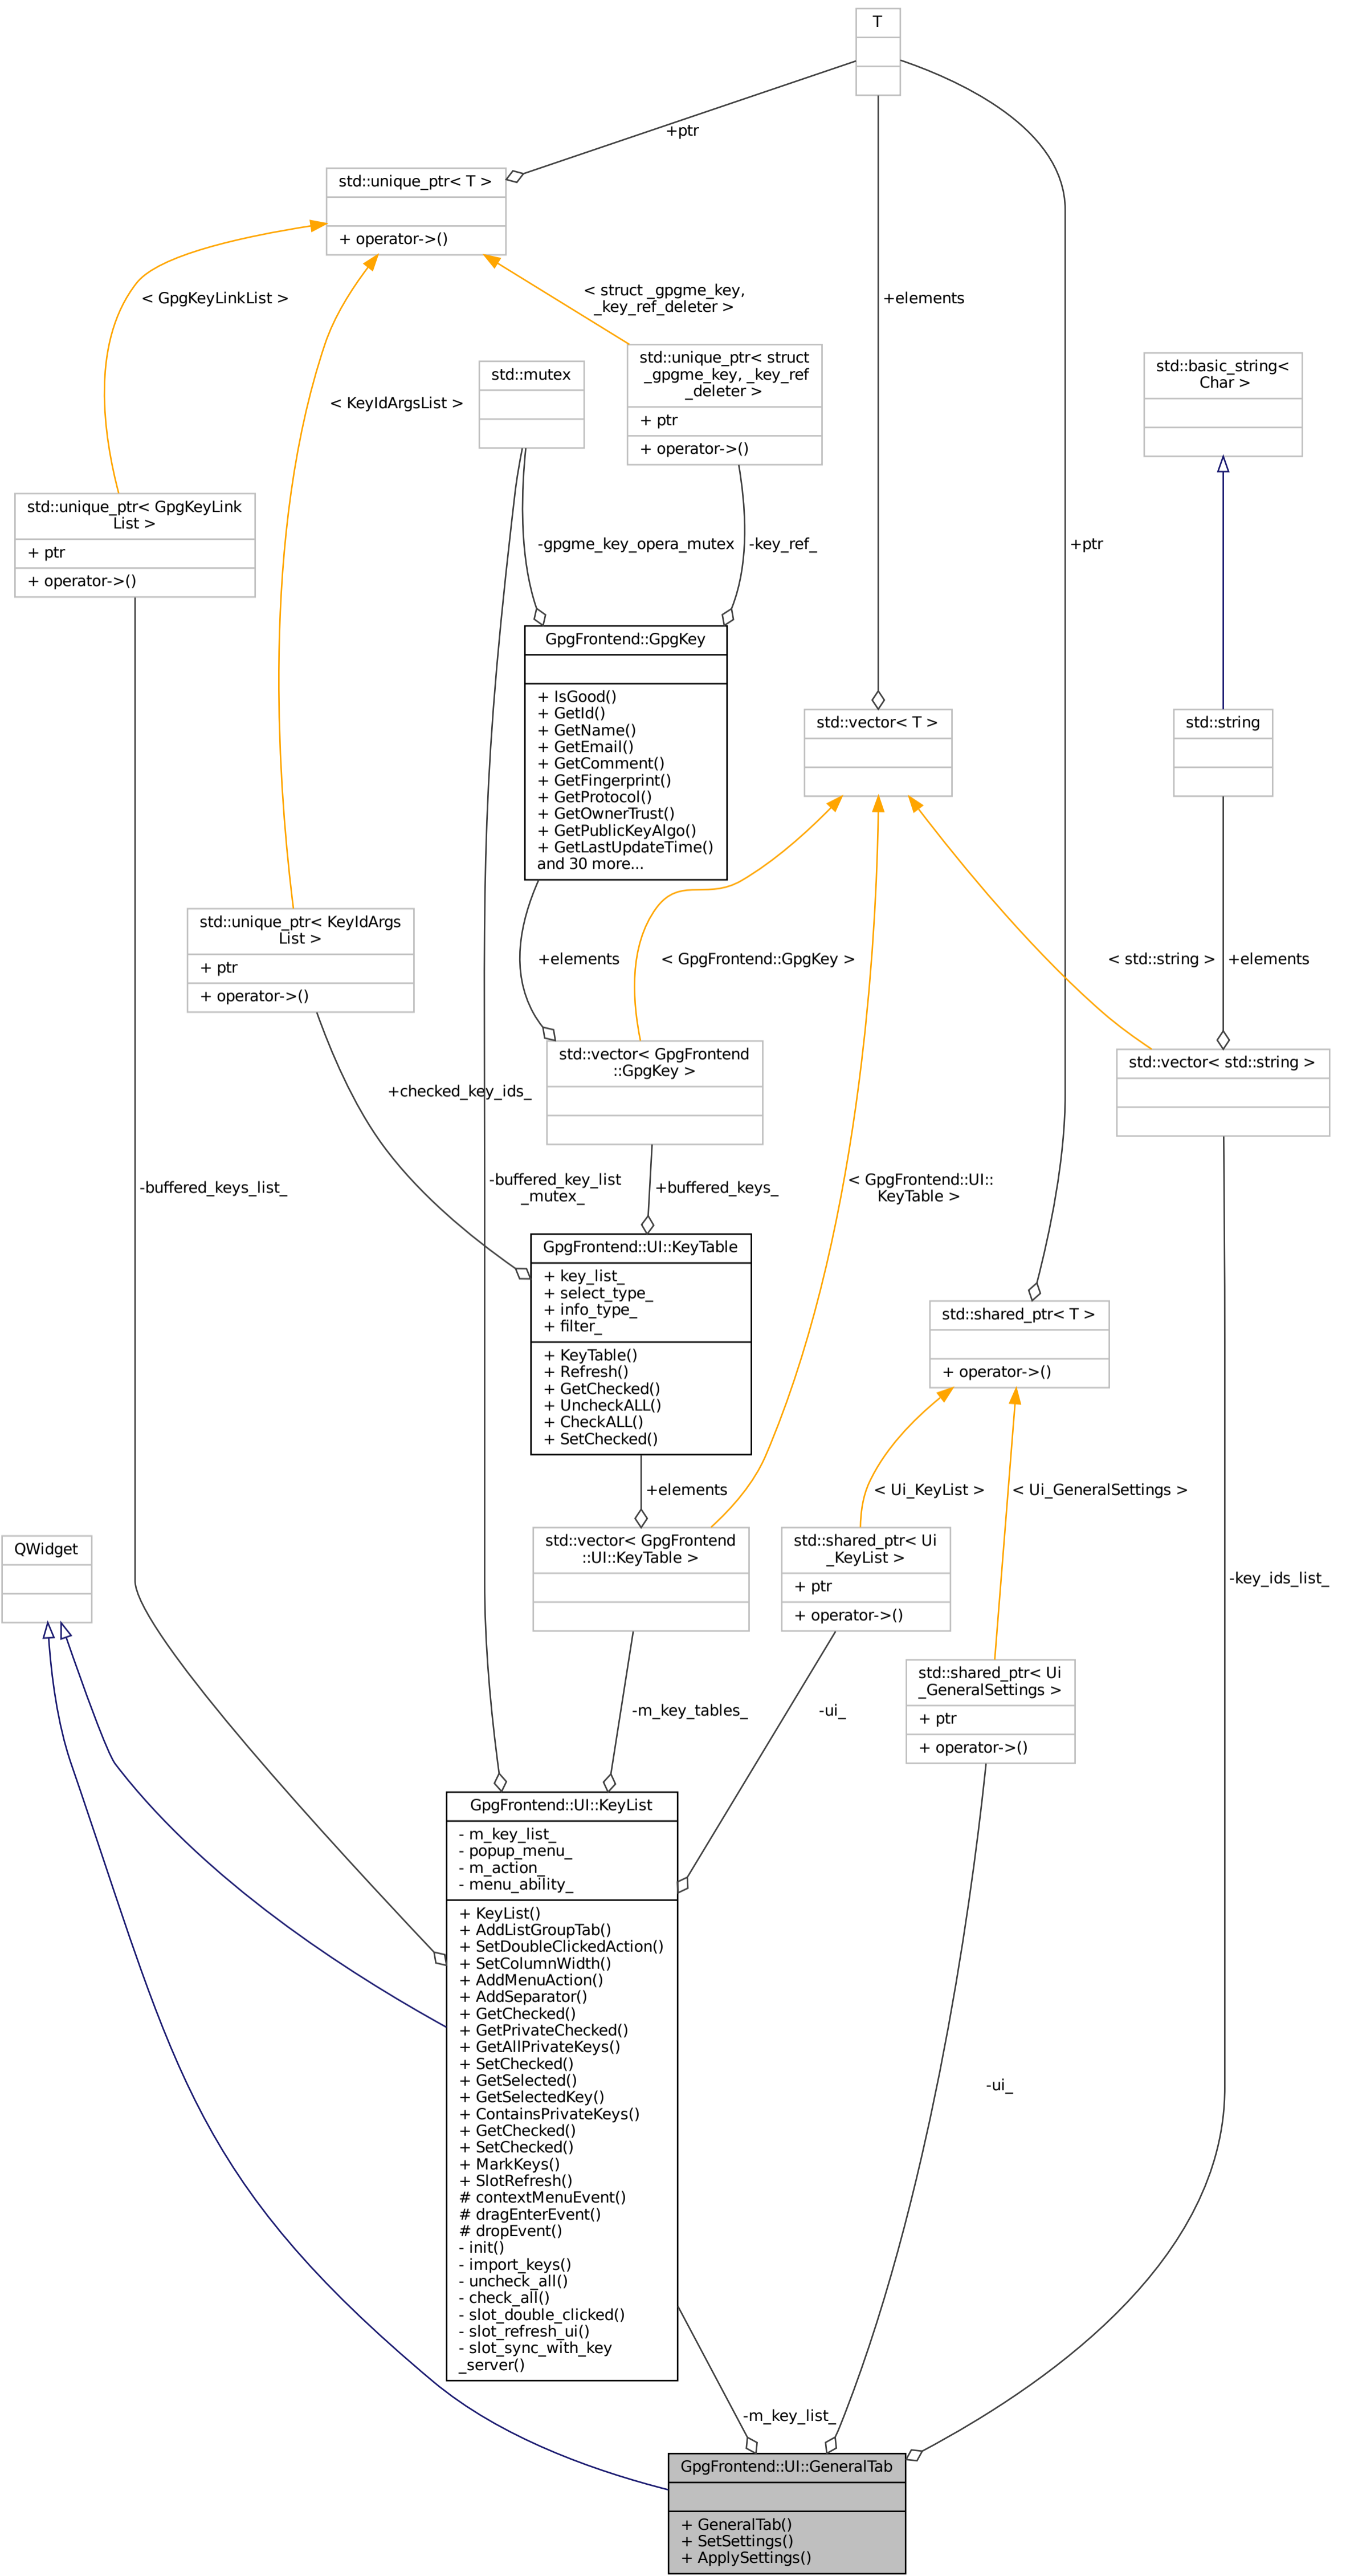 T
+ptr
std::unique_ptr< T >
+ operator->()
< struct _gpgme_key,
_key_ref_deleter >
< GpgKeyLinkList >
+elements
std::unique_ptr< struct
_gpgme_key, _key_ref
_deleter >
+ ptr
+ operator->()
std::basic_string<
Char >
std::mutex
< KeyIdArgsList >
std::unique_ptr< GpgKeyLink
List >
+ ptr
+ operator->()
-gpgme_key_opera_mutex
-key_ref_
+ptr
GpgFrontend::GpgKey
+ IsGood()
+ GetId()
+ GetName()
+ GetEmail()
+ GetComment()
+ GetFingerprint()
+ GetProtocol()
+ GetOwnerTrust()
+ GetPublicKeyAlgo()
+ GetLastUpdateTime()
and 30 more...
std::vector< T >
std::string
std::unique_ptr< KeyIdArgs
List >
+ ptr
+ operator->()
+elements
< GpgFrontend::GpgKey >
< std::string >
+elements
std::vector< GpgFrontend
::GpgKey >
std::vector< std::string >
+checked_key_ids_
-buffered_keys_list_
-buffered_key_list
_mutex_
+buffered_keys_
< GpgFrontend::UI::
KeyTable >
GpgFrontend::UI::KeyTable
+ key_list_
+ select_type_
+ info_type_
+ filter_
+ KeyTable()
+ Refresh()
+ GetChecked()
+ UncheckALL()
+ CheckALL()
+ SetChecked()
std::shared_ptr< T >
+ operator->()
+elements
< Ui_KeyList >
< Ui_GeneralSettings >
QWidget
std::vector< GpgFrontend
::UI::KeyTable >
std::shared_ptr< Ui
_KeyList >
+ ptr
+ operator->()
-key_ids_list_
std::shared_ptr< Ui
_GeneralSettings >
+ ptr
+ operator->()
-m_key_tables_
-ui_
GpgFrontend::UI::KeyList
- m_key_list_
- popup_menu_
- m_action_
- menu_ability_
+ KeyList()
+ AddListGroupTab()
+ SetDoubleClickedAction()
+ SetColumnWidth()
+ AddMenuAction()
+ AddSeparator()
+ GetChecked()
+ GetPrivateChecked()
+ GetAllPrivateKeys()
+ SetChecked()
+ GetSelected()
+ GetSelectedKey()
+ ContainsPrivateKeys()
+ GetChecked()
+ SetChecked()
+ MarkKeys()
+ SlotRefresh()
# contextMenuEvent()
# dragEnterEvent()
# dropEvent()
- init()
- import_keys()
- uncheck_all()
- check_all()
- slot_double_clicked()
- slot_refresh_ui()
- slot_sync_with_key
_server()
-ui_
-m_key_list_
GpgFrontend::UI::GeneralTab
+ GeneralTab()
+ SetSettings()
+ ApplySettings()